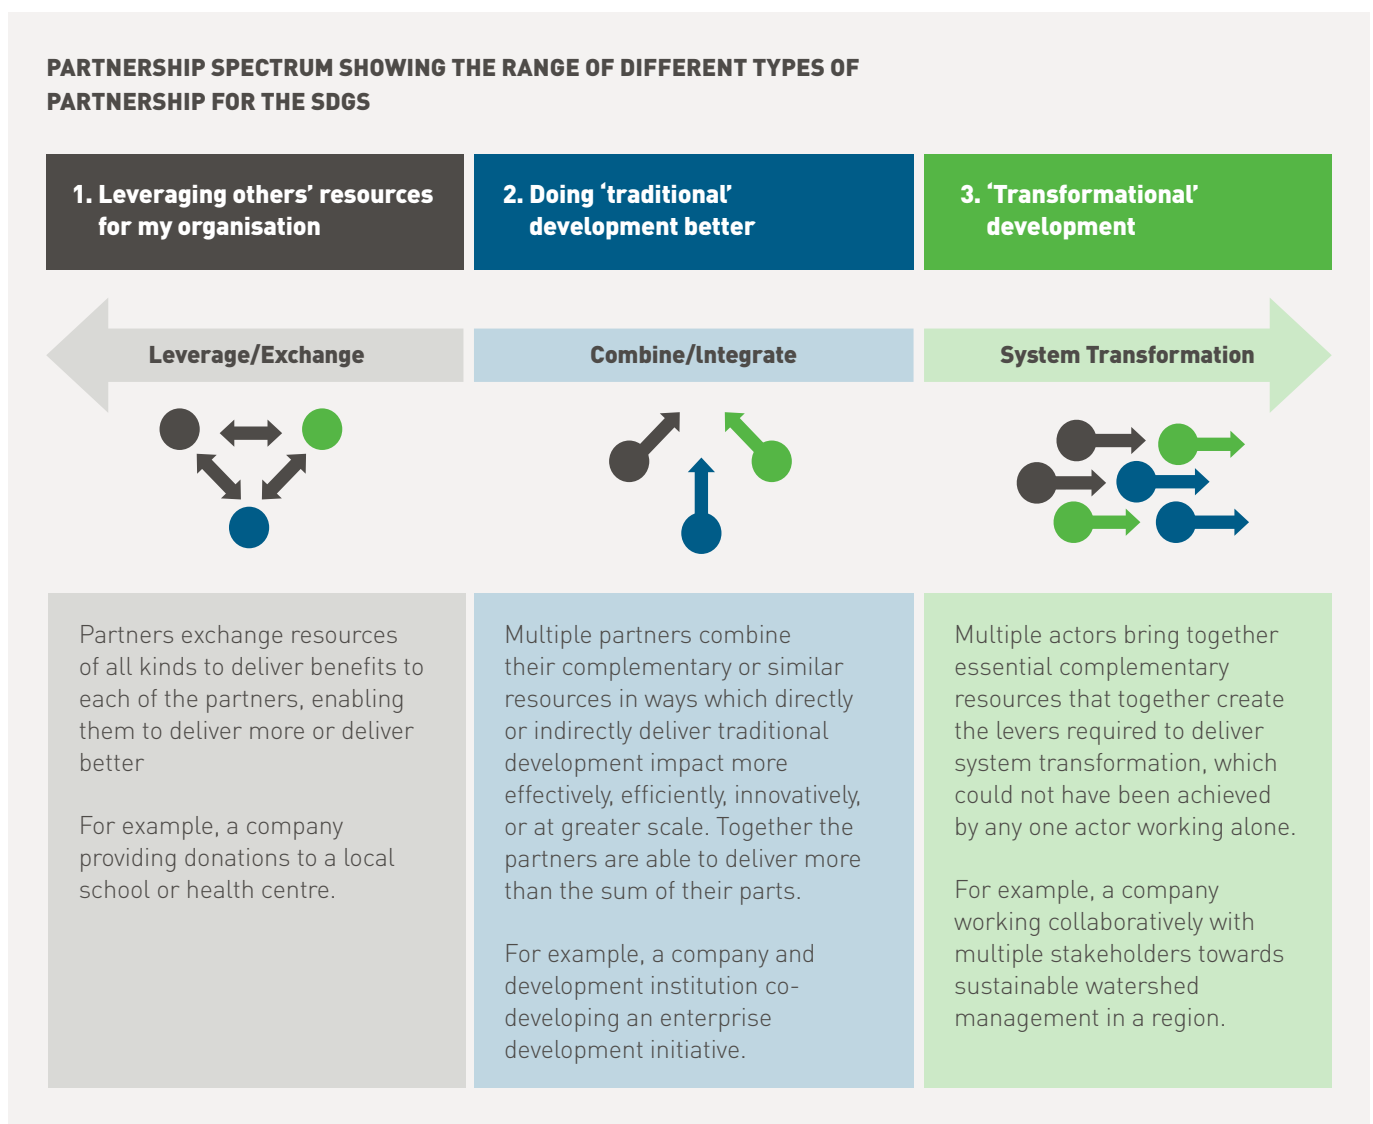 PARTNERSHIP SPECTRUM SHOWING THE RANGE OF DIFFERENT TYPES OF
PARTNERSHIP FOR THE SDGS
1. Leveraging others’ resources
for my organisation
2. Doing ‘traditional’
development better
3. ‘Transformational’
development
Leverage/Exchange
Combine/Integrate
System Transformation
Partners exchange resources
of all kinds to deliver benefits to
each of the partners, enabling
them to deliver more or deliver
better
For example, a company
providing donations to a local
school or health centre.
Multiple partners combine
their complementary or similar
resources in ways which directly
or indirectly deliver traditional
development impact more
effectively, efficiently, innovatively,
or at greater scale. Together the
partners are able to deliver more
than the sum of their parts.
For example, a company and
development institution co-
developing an enterprise
development initiative.
Multiple actors bring together
essential complementary
resources that together create
the levers required to deliver
system transformation, which
could not have been achieved
by any one actor working alone.
For example, a company
working collaboratively with
multiple stakeholders towards
sustainable watershed
management in a region.